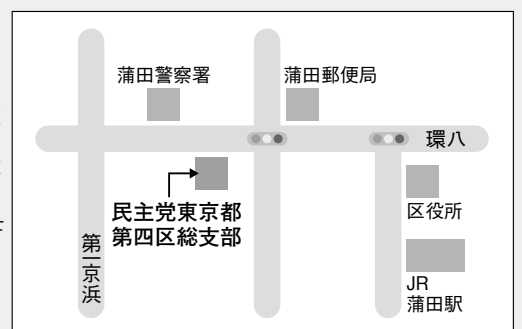 蒲田警察署
蒲田郵便局
環八
民主党東京都
第四区総支部
区役所
第一京浜
JR
蒲田駅